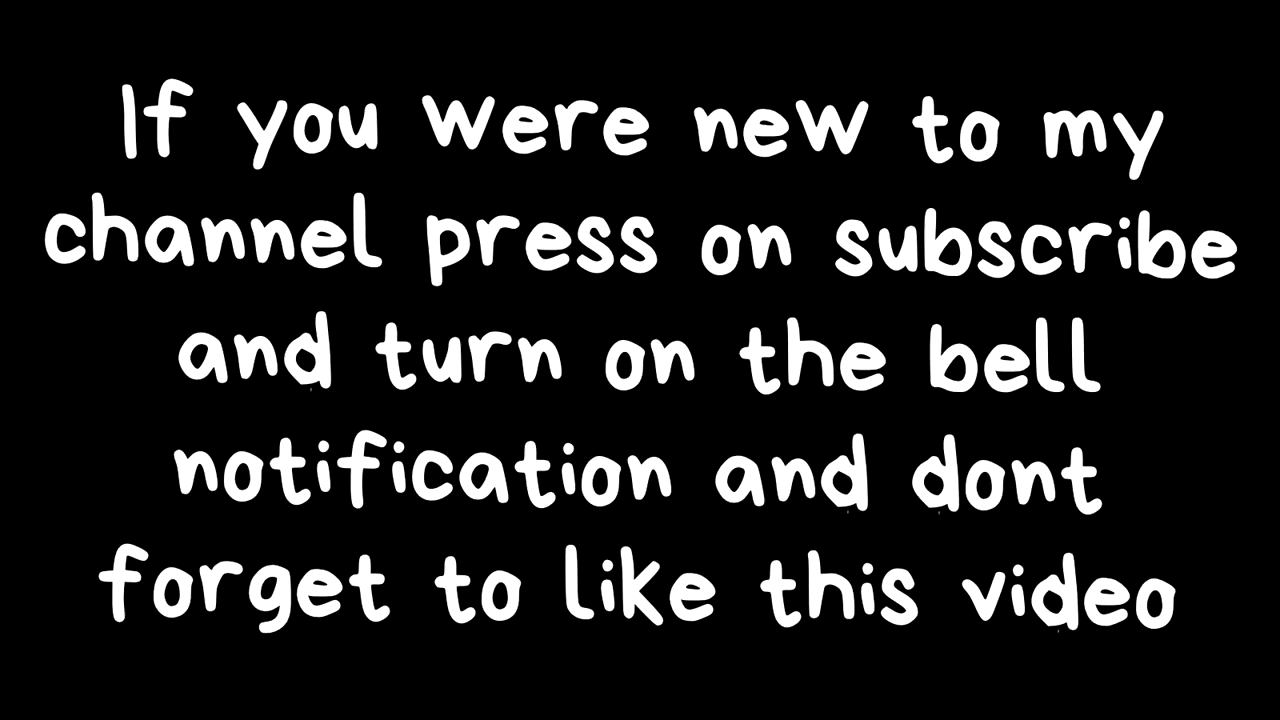 If you were new to my
channel press on subscribe
and turn on the bell
notification and dont
forget to like this video